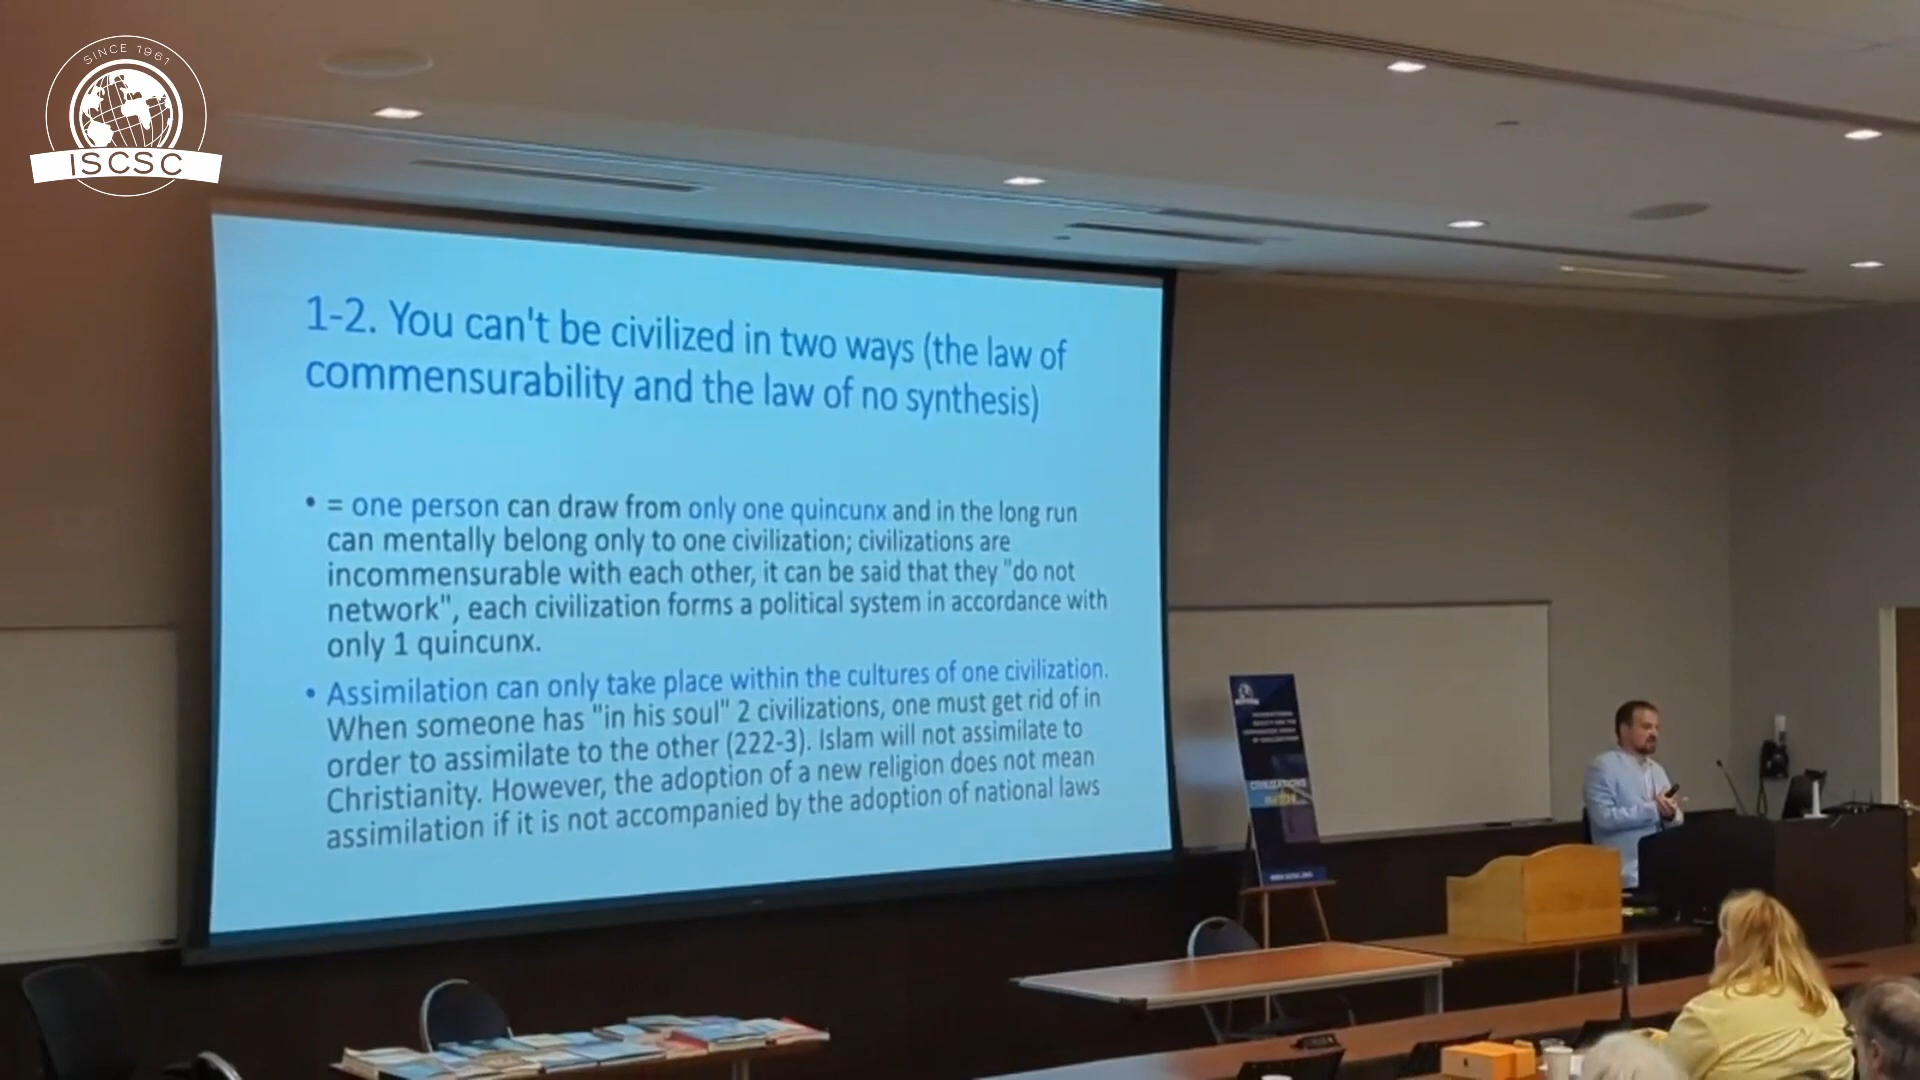 SINCE 1961
ISCSC
1-2. You can't be civilized in two ways (the law of
commensurability and the law of no synthesis)
• = one person can draw from only one quincunx and in the long run
can mentally belong only to one civilization; civilizations are
incommensurable with each other, it can be said that they "do not
network", each civilization forms a political system in accordance with
only 1 quincunx.
• Assimilation can only take place within the cultures of one civilization.
When someone has "in his soul" 2 civilizations, one must get rid of in
order to assimilate to the other (222-3). Islam will not assimilate to
Christianity. However, the adoption of a new religion does not mean
assimilation if it is not accompanied by the adoption of national laws